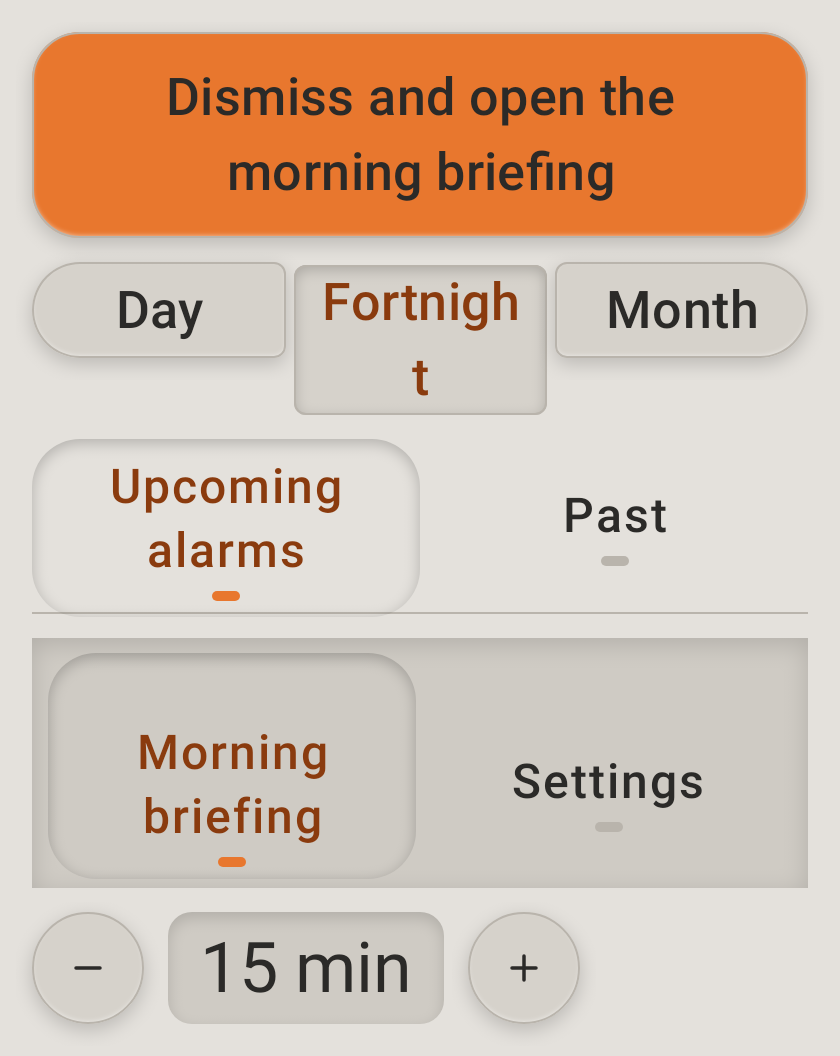 Dismiss and open the
morning briefing
Day
Fortnigh
t
Month
Upcoming
alarms
Past
Morning
briefing
Settings
− 15 min +